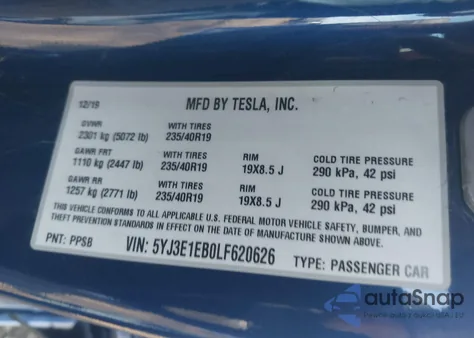 12/19 MFD BY TESLA, INC.
GVWR WITH TIRES
2301 kg (5072 lb) 235/40R19
GAWR FRT WITH TIRES RIM COLD TIRE PRESSURE
1110 kg (2447 lb) 235/40R19 19X8.5 J 290 kPa, 42 psi
GAWR RR WITH TIRES RIM COLD TIRE PRESSURE
1257 kg (2771 lb) 235/40R19 19X8.5 J 290 kPa, 42 psi
THIS VEHICLE CONFORMS TO ALL APPLICABLE U.S. FEDERAL MOTOR VEHICLE SAFETY, BUMPER, AND
THEFT PREVENTION STANDARDS IN EFFECT ON THE DATE OF MANUFACTURE SHOWN ABOVE.
PNT: PPSB VIN: 5YJ3E1EB0LF620626 TYPE: PASSENGER CAR
autoSnap